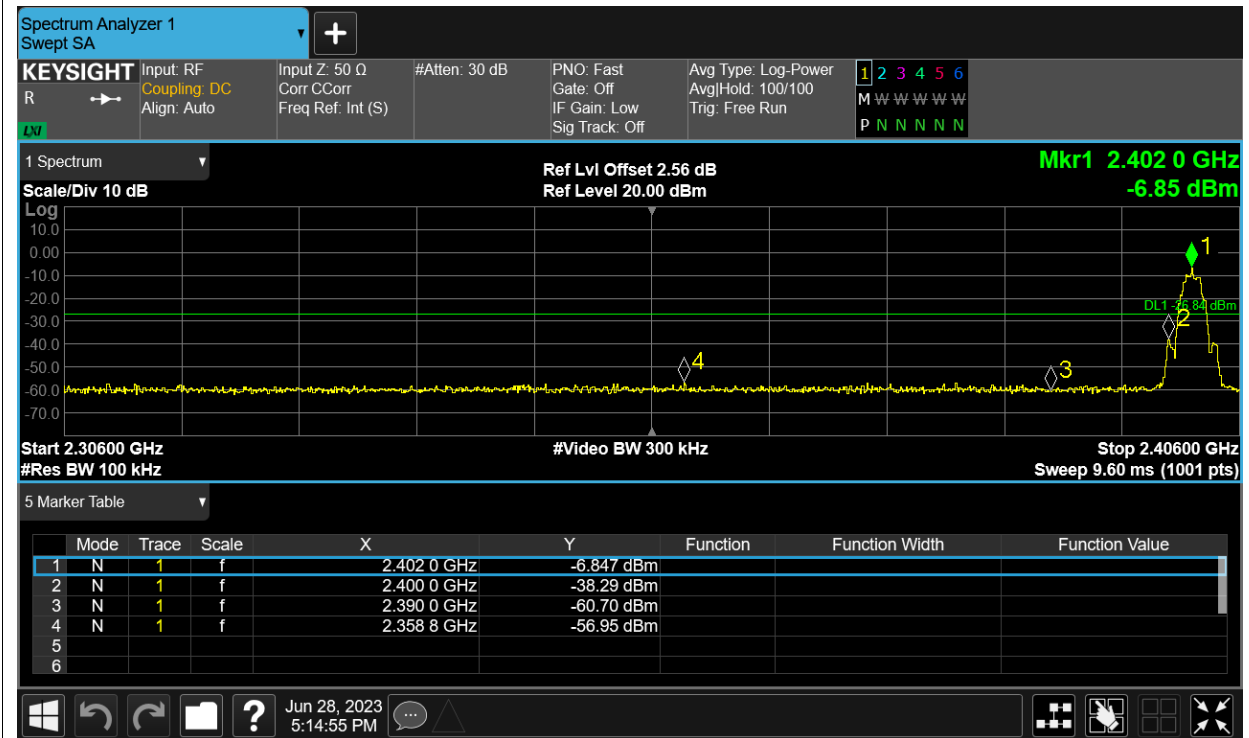 Spectrum Analyzer 1
Swept SA
KEYSIGHT
R
LXI
Input: RF
Coupling: DC
Align: Auto
Input Z: 50 Ω
Corr CCorr
Freq Ref: Int (S)
#Atten: 30 dB
PNO: Fast
Gate: Off
IF Gain: Low
Sig Track: Off
Avg Type: Log-Power
Avg|Hold: 100/100
Trig: Free Run
1 2 3 4 5 6
M W W W W W
P N N N N N
1 Spectrum
Scale/Div 10 dB
Ref Lvl Offset 2.56 dB
Ref Level 20.00 dBm
Mkr1 2.402 0 GHz
-6.85 dBm
Log
10.0
0.00
-10.0
-20.0
-30.0
-40.0
-50.0
-60.0
-70.0
1
DL1 -26.84 dBm
2
4
3
Start 2.30600 GHz
#Res BW 100 kHz
#Video BW 300 kHz
Stop 2.40600 GHz
Sweep 9.60 ms (1001 pts)
5 Marker Table
Mode Trace Scale X Y Function Function Width Function Value
1 N 1 f 2.402 0 GHz -6.847 dBm
2 N 1 f 2.400 0 GHz -38.29 dBm
3 N 1 f 2.390 0 GHz -60.70 dBm
4 N 1 f 2.358 8 GHz -56.95 dBm
5
6
?
Jun 28, 2023
5:14:55 PM